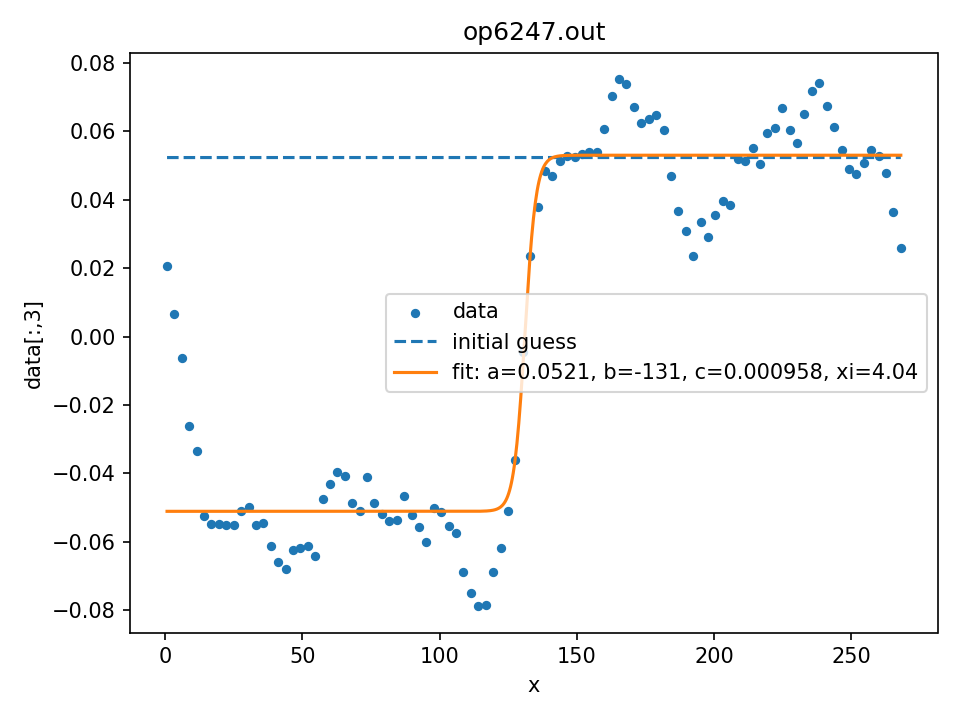 op6247.out
0.08
0.06
0.04
0.02
0.00
−0.02
−0.04
−0.06
−0.08
data[:,3]
data
initial guess
fit: a=0.0521, b=-131, c=0.000958, xi=4.04
0 50 100 150 200 250
x